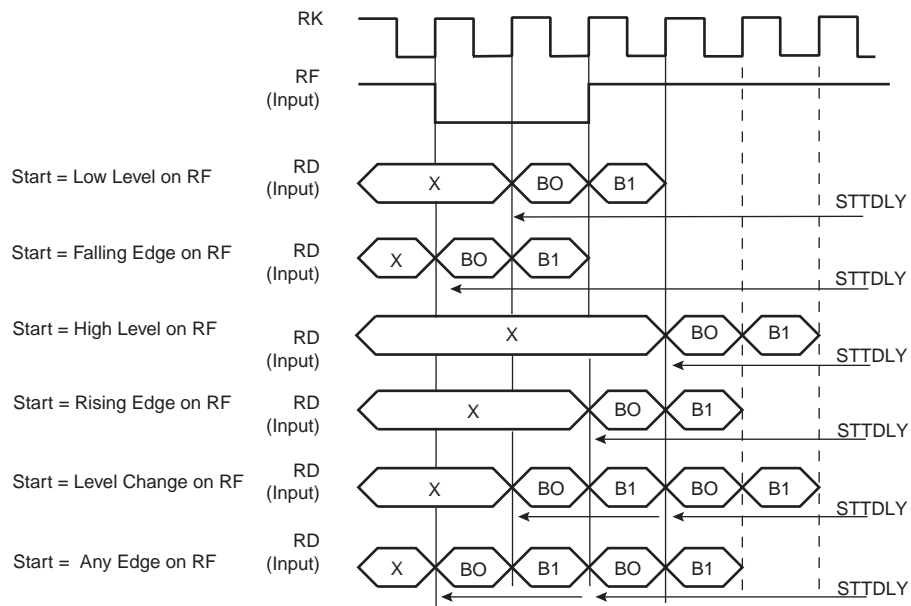 RK
RF
(Input)
Start = Low Level on RF
RD
(Input)
X
BO
B1
STTDLY
Start = Falling Edge on RF
RD
(Input)
X
BO
B1
STTDLY
Start = High Level on RF
RD
(Input)
X
BO
B1
STTDLY
Start = Rising Edge on RF
RD
(Input)
X
BO
B1
STTDLY
Start = Level Change on RF
RD
(Input)
X
BO
B1
BO
B1
STTDLY
Start = Any Edge on RF
RD
(Input)
X
BO
B1
BO
B1
STTDLY